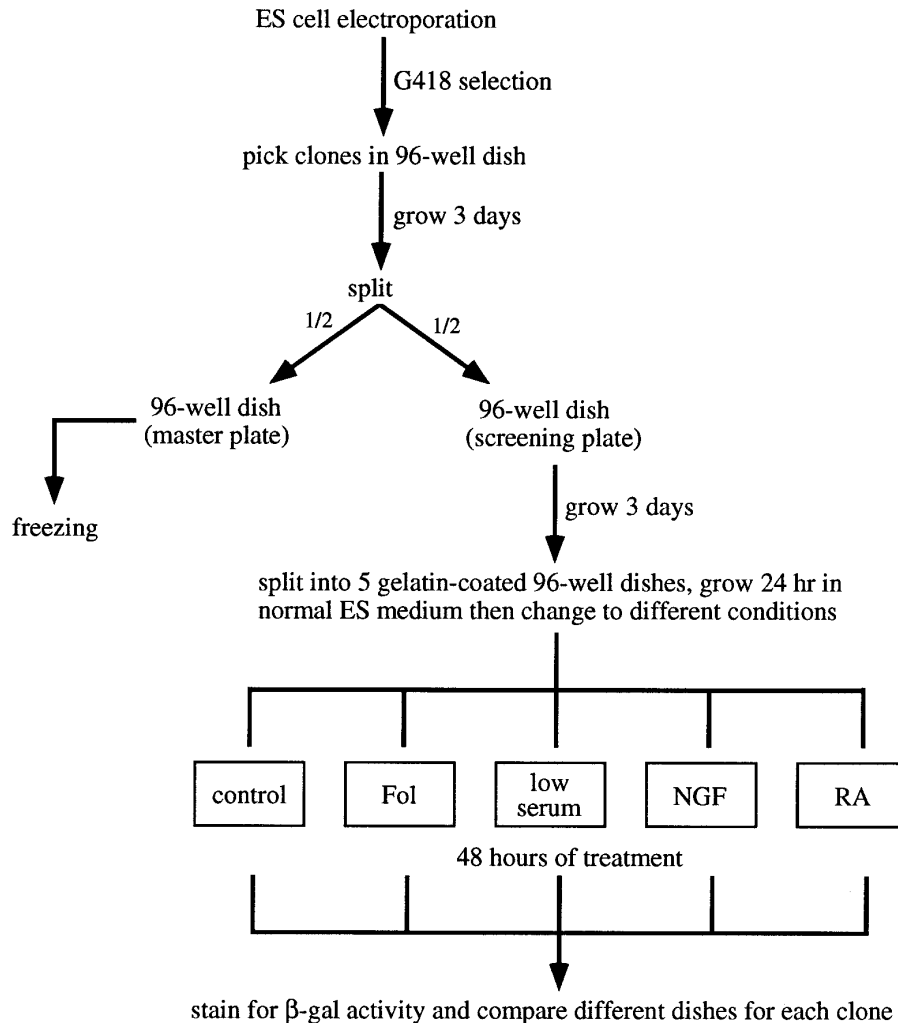 ES cell electroporation
G418 selection
pick clones in 96-well dish
grow 3 days
split
1/2
1/2
96-well dish
(master plate)
96-well dish
(screening plate)
freezing
grow 3 days
split into 5 gelatin-coated 96-well dishes, grow 24 hr in
normal ES medium then change to different conditions
control
Fol
low
serum
NGF
RA
48 hours of treatment
stain for β-gal activity and compare different dishes for each clone